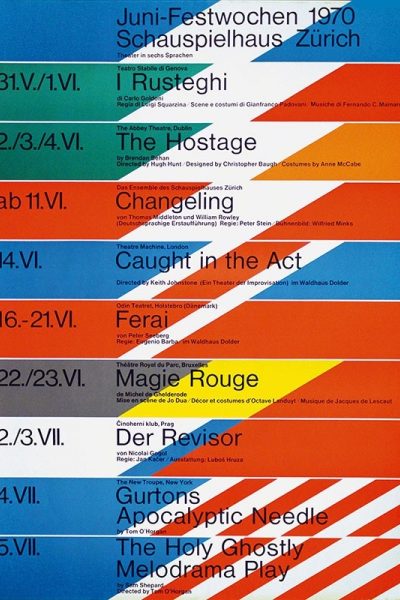 Juni-Festwochen 1970
Schauspielhaus Zürich
Theater in sechs Sprachen
Teatro Stabile di Genova
31.V./1.VI. I Rusteghi
di Carlo Goldoni
Regia di Luigi Squarzina / Scene e costumi di Gianfranco Padovani. Musiche di Fernando C. Mainardi
The Abbey Theatre, Dublin
2./3./4.VI. The Hostage
by Brendan Behan
Directed by Hugh Hunt / Designed by Christopher Baugh / Costumes by Anne McCabe
Das Ensemble des Schauspielhauses Zürich
ab 11.VI. Changeling
von Thomas Middleton und William Rowley
(Deutschsprachige Erstaufführung) Regie: Peter Stein / Bühnenbild: Wilfried Minks
Theatre Machine, London
14.VI. Caught in the Act
Directed by Keith Johnstone (Ein Theater der Improvisation) im Waldhaus Dolder
Odin Teatret, Holstebro (Dänemark)
16.-21.VI. Ferai
von Peter Seeberg
Regie: Eugenio Barba, im Waldhaus Dolder
Théâtre Royal du Parc, Bruxelles
22./23.VI. Magie Rouge
de Michel de Ghelderode
Mise en scène de Jo Dua / Décor et costumes d'Octave Landuyt / Musique de Jacques de Lescaut
Činoherní klub, Prag
2./3.VII. Der Revisor
von Nicolai Gogol
Regie: Jan Kačer / Ausstattung: Luboš Hruza
The New Troupe, New York
4.VII. Gurtons
Apocalyptic Needle
by Tom O'Horgan
5.VII. The Holy Ghostly
Melodrama Play
by Sam Shepard
Directed by Tom O'Horgan